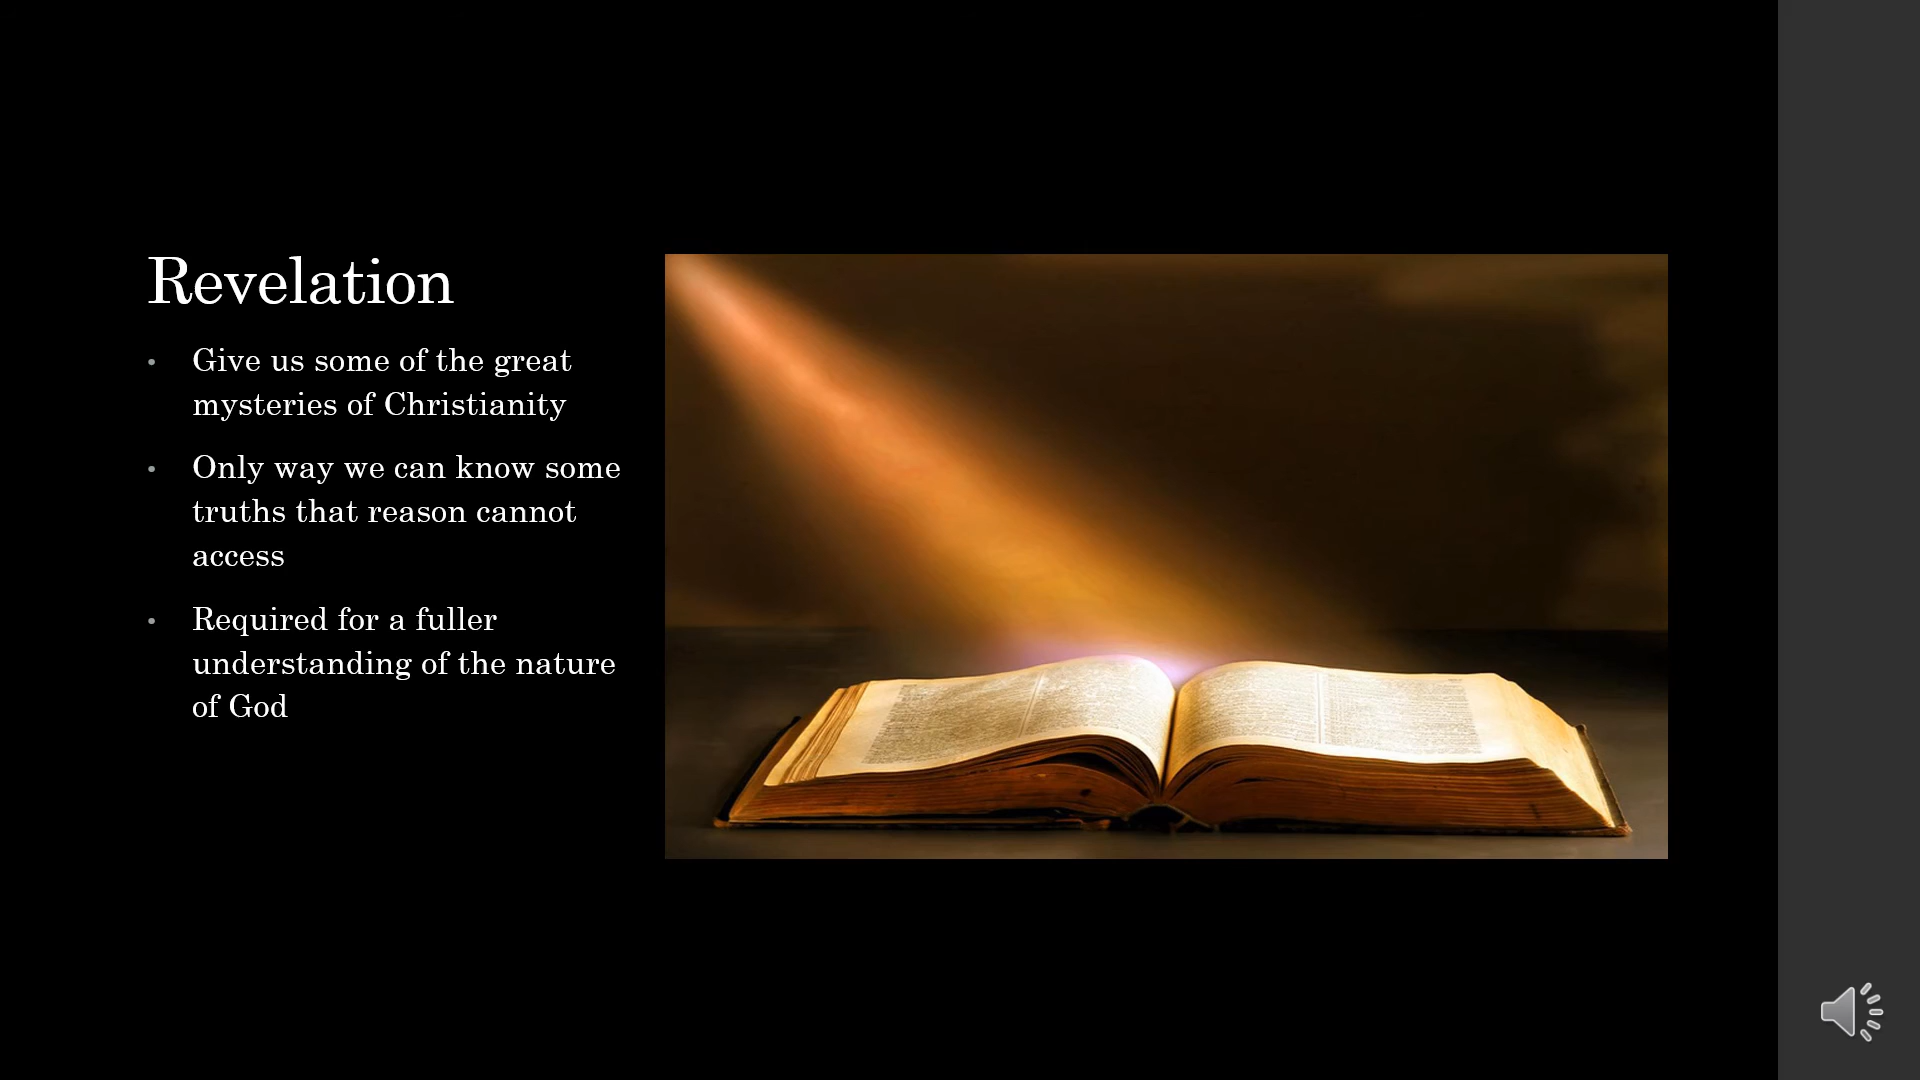 Revelation
• Give us some of the great
mysteries of Christianity
• Only way we can know some
truths that reason cannot
access
• Required for a fuller
understanding of the nature
of God